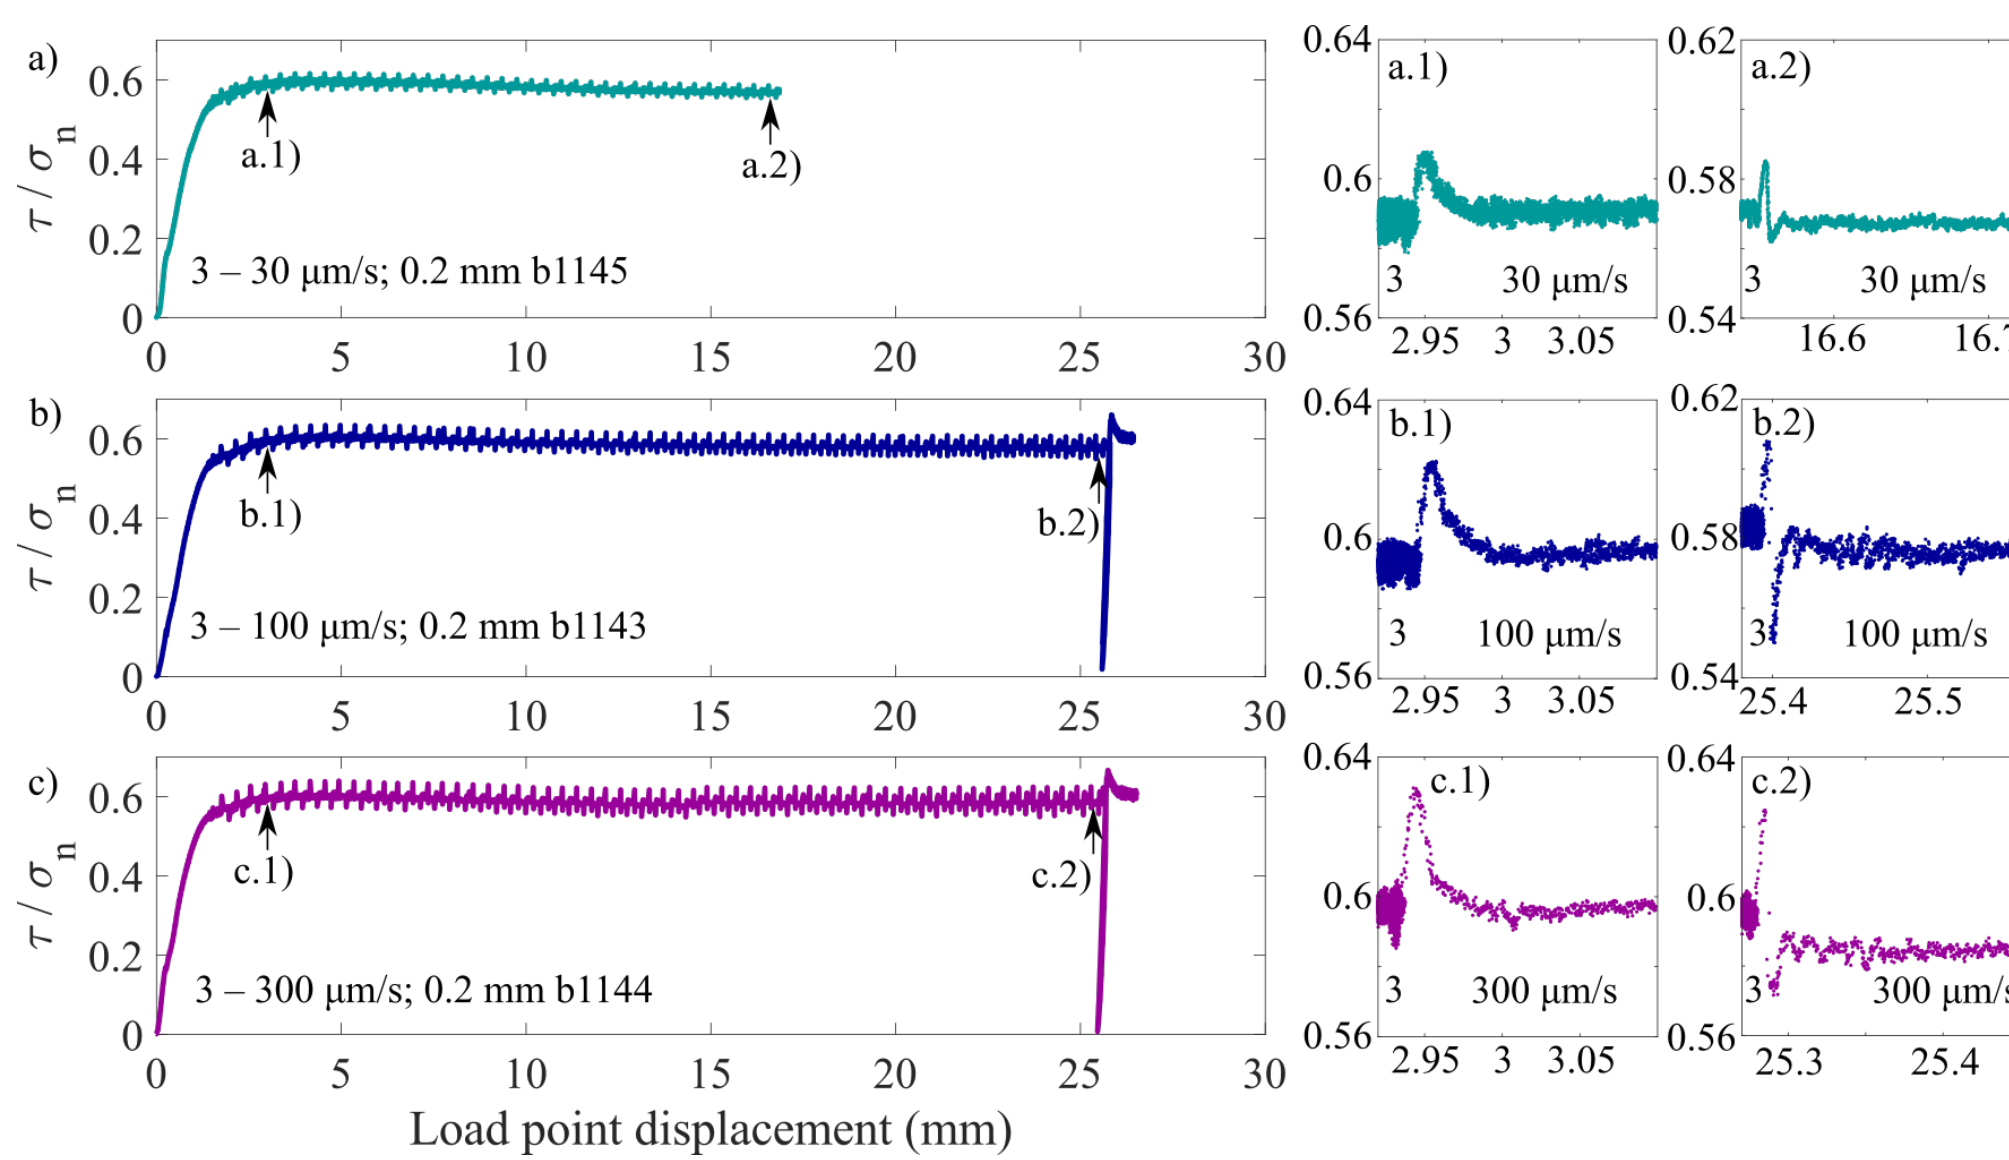 a)
0.6
0.4
0.2
0
τ / σn
a.1)
a.2)
3 – 30 μm/s; 0.2 mm b1145
0 5 10 15 20 25 30
0.64
0.6
0.56
a.1)
3 30 μm/s
2.95 3 3.05
0.62
0.58
0.54
a.2)
3 30 μm/s
16.6 16.
b)
0.6
0.4
0.2
0
τ / σn
b.1)
b.2)
3 – 100 μm/s; 0.2 mm b1143
0 5 10 15 20 25 30
0.64
0.6
0.56
b.1)
3 100 μm/s
2.95 3 3.05
0.62
0.58
0.54
b.2)
3 100 μm/s
25.4 25.5
c)
0.6
0.4
0.2
0
τ / σn
c.1)
c.2)
3 – 300 μm/s; 0.2 mm b1144
0 5 10 15 20 25 30
Load point displacement (mm)
0.64
0.6
0.56
c.1)
3 300 μm/s
2.95 3 3.05
0.64
0.6
0.56
c.2)
3 300 μm/s
25.3 25.4